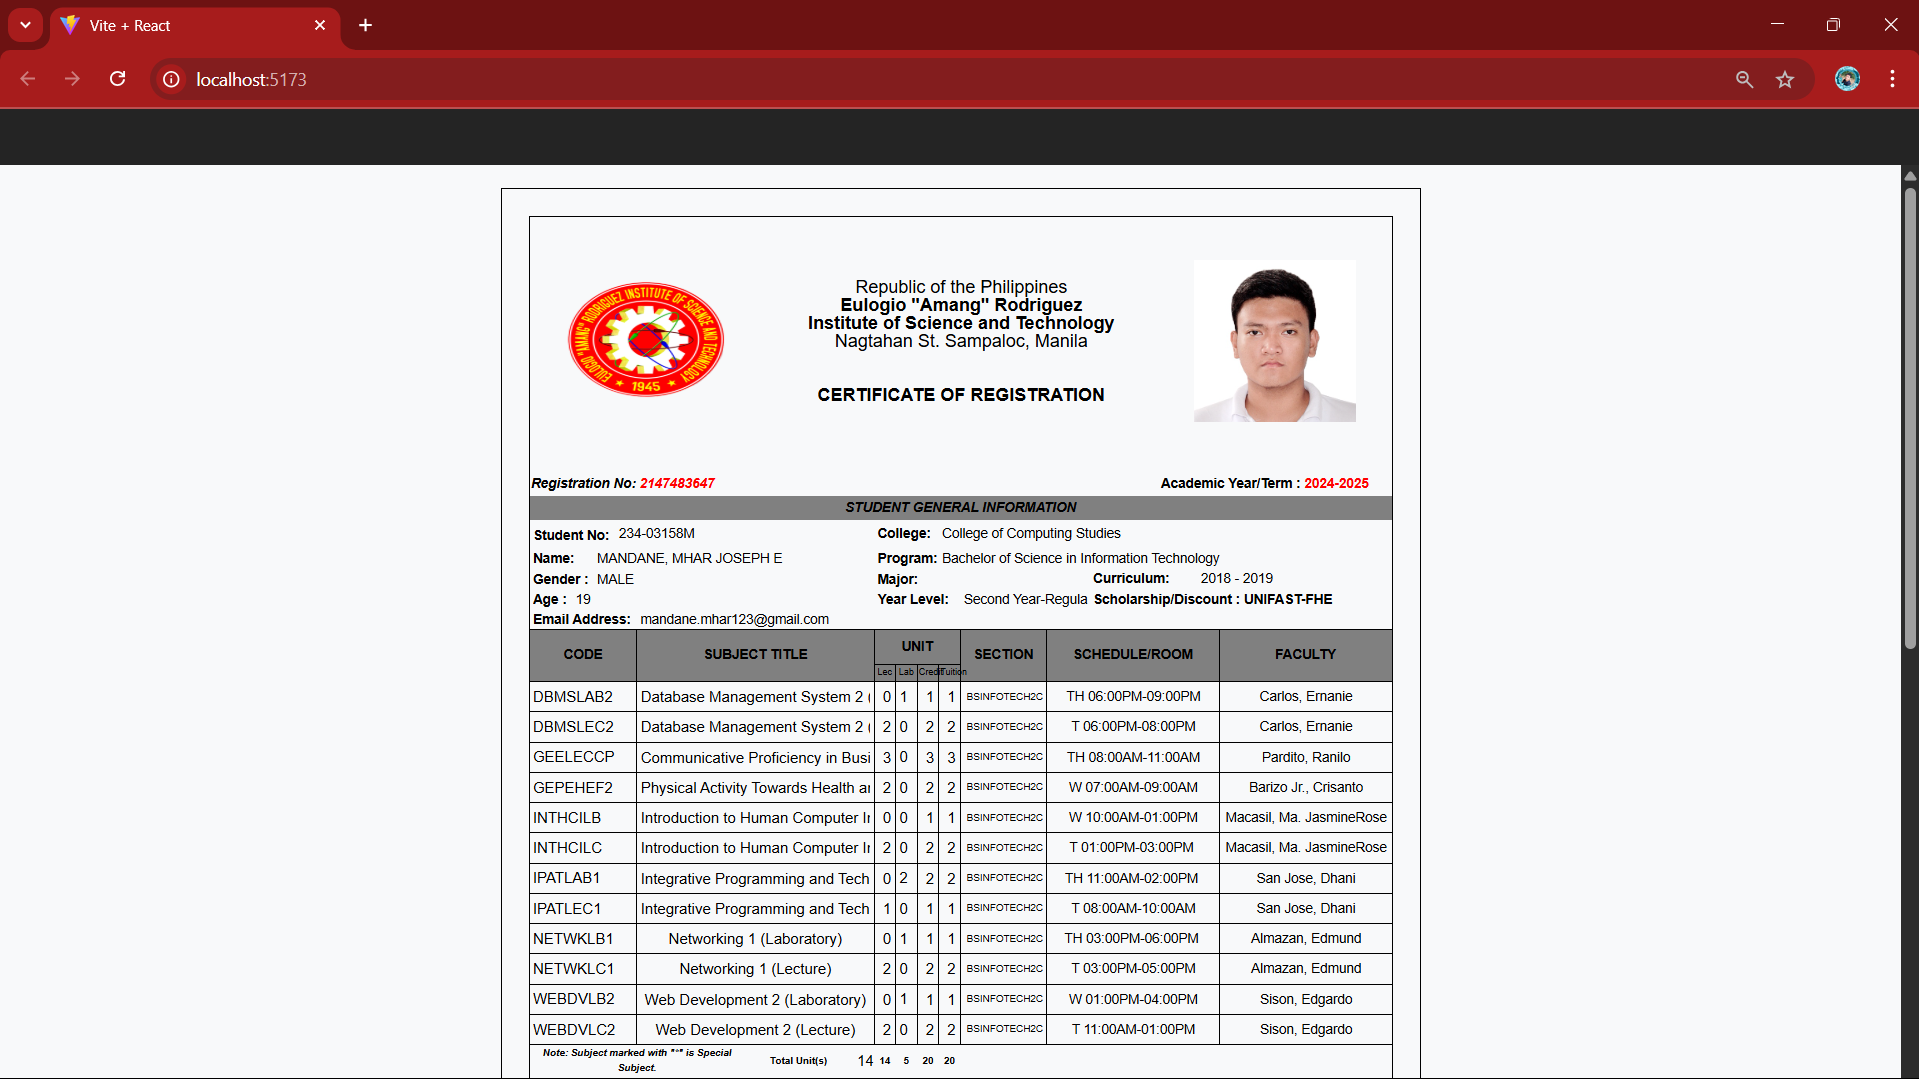 Vite + React
localhost:5173
EULOGIO "AMANG" RODRIGUEZ INSTITUTE OF SCIENCE AND TECHNOLOGY
1945
Republic of the Philippines
Eulogio "Amang" Rodriguez
Institute of Science and Technology
Nagtahan St. Sampaloc, Manila
CERTIFICATE OF REGISTRATION
Registration No: 2147483647 Academic Year/Term : 2024-2025
STUDENT GENERAL INFORMATION
Student No: 234-03158M College: College of Computing Studies
Name: MANDANE, MHAR JOSEPH E Program: Bachelor of Science in Information Technology
Gender : MALE Major: Curriculum: 2018 - 2019
Age : 19 Year Level: Second Year-Regula Scholarship/Discount : UNIFAST-FHE
Email Address: mandane.mhar123@gmail.com
CODE SUBJECT TITLE UNIT SECTION SCHEDULE/ROOM FACULTY
Lec Lab Credit Tuition
DBMSLAB2 Database Management System 2 ( 0 1 1 1 BSINFOTECH2C TH 06:00PM-09:00PM Carlos, Ernanie
DBMSLEC2 Database Management System 2 ( 2 0 2 2 BSINFOTECH2C T 06:00PM-08:00PM Carlos, Ernanie
GEELECCP Communicative Proficiency in Busi 3 0 3 3 BSINFOTECH2C TH 08:00AM-11:00AM Pardito, Ranilo
GEPEHEF2 Physical Activity Towards Health a 2 0 2 2 BSINFOTECH2C W 07:00AM-09:00AM Barizo Jr., Crisanto
INTHCILB Introduction to Human Computer I 0 0 1 1 BSINFOTECH2C W 10:00AM-01:00PM Macasil, Ma. JasmineRose
INTHCILC Introduction to Human Computer I 2 0 2 2 BSINFOTECH2C T 01:00PM-03:00PM Macasil, Ma. JasmineRose
IPATLAB1 Integrative Programming and Tech 0 2 2 2 BSINFOTECH2C TH 11:00AM-02:00PM San Jose, Dhani
IPATLEC1 Integrative Programming and Tech 1 0 1 1 BSINFOTECH2C T 08:00AM-10:00AM San Jose, Dhani
NETWKLB1 Networking 1 (Laboratory) 0 1 1 1 BSINFOTECH2C TH 03:00PM-06:00PM Almazan, Edmund
NETWKLC1 Networking 1 (Lecture) 2 0 2 2 BSINFOTECH2C T 03:00PM-05:00PM Almazan, Edmund
WEBDVLB2 Web Development 2 (Laboratory) 0 1 1 1 BSINFOTECH2C W 01:00PM-04:00PM Sison, Edgardo
WEBDVLC2 Web Development 2 (Lecture) 2 0 2 2 BSINFOTECH2C T 11:00AM-01:00PM Sison, Edgardo
Note: Subject marked with "*" is Special
Subject.
Total Unit(s) 14 14 5 20 20